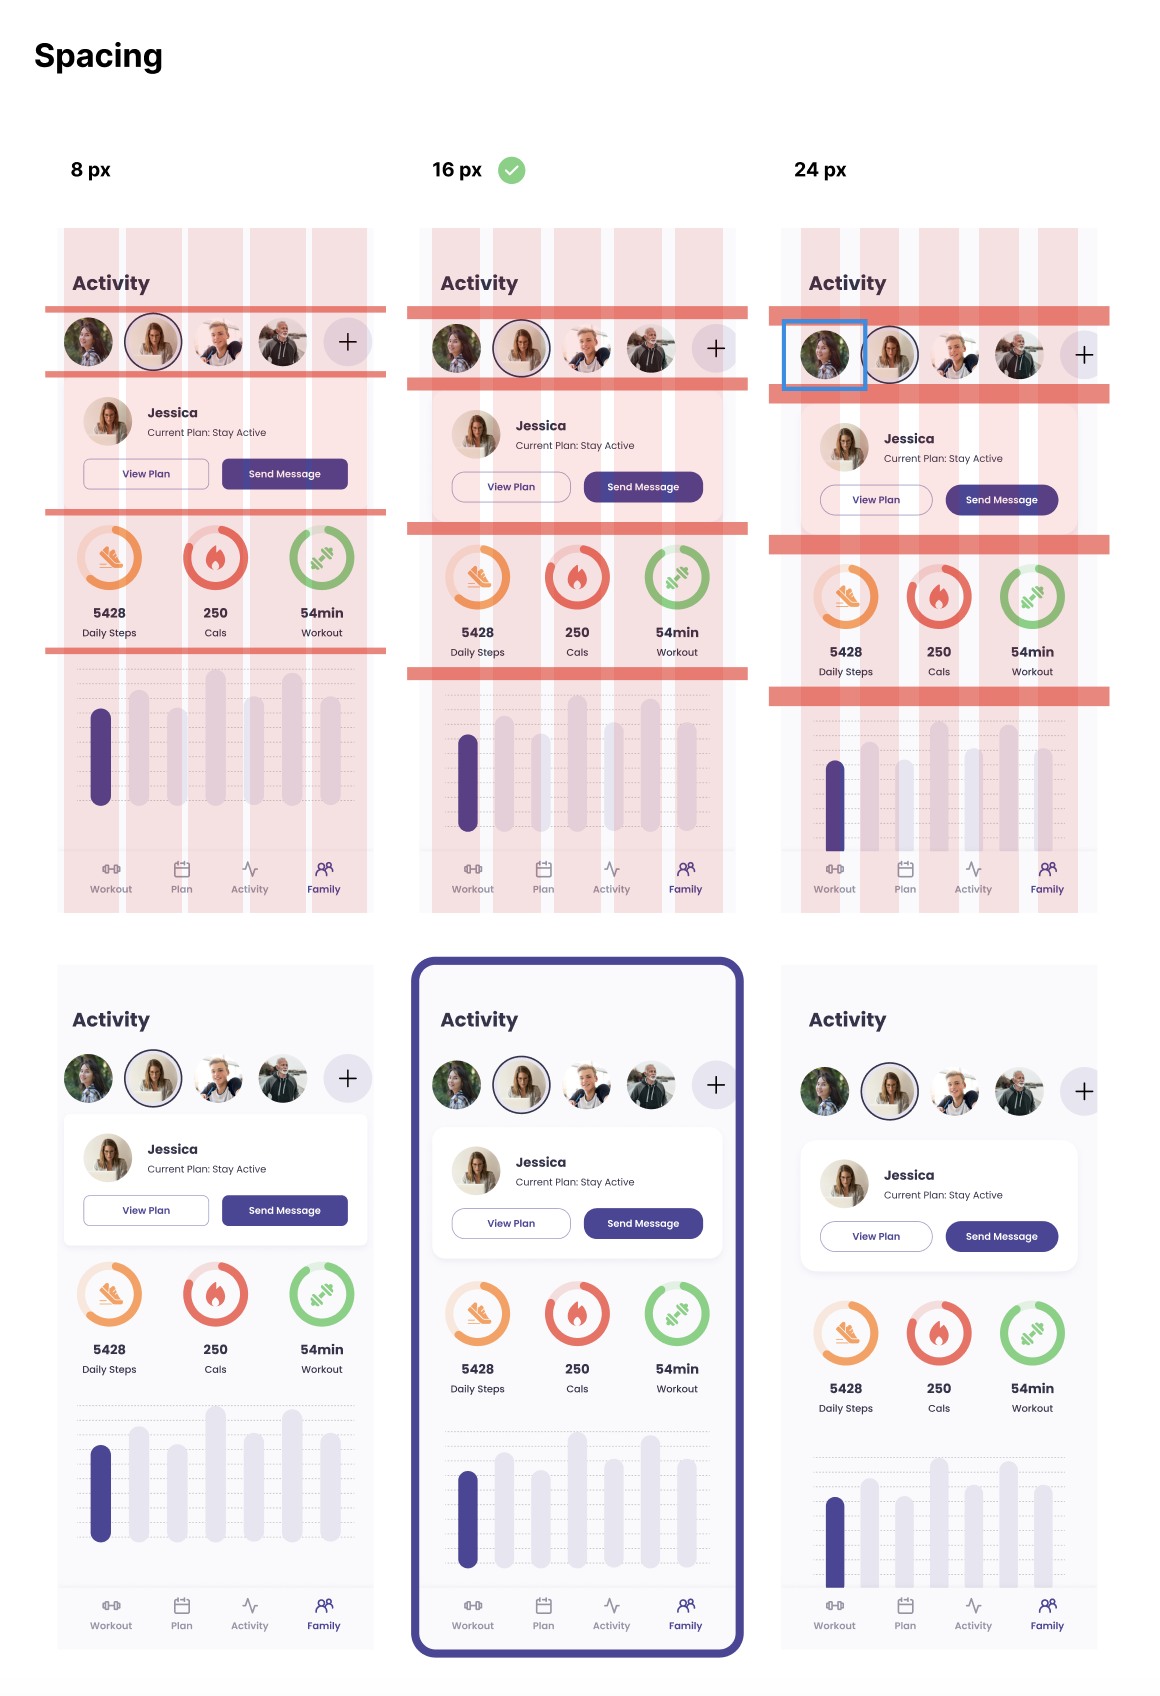 Spacing
8 px
16 px
24 px
Activity
Jessica
Current Plan: Stay Active
View Plan
Send Message
5428
250
54min
Daily Steps
Cals
Workout
Workout
Plan
Activity
Family
Activity
Jessica
Current Plan: Stay Active
View Plan
Send Message
5428
250
54min
Daily Steps
Cals
Workout
Workout
Plan
Activity
Family
Activity
Jessica
Current Plan: Stay Active
View Plan
Send Message
5428
250
54min
Daily Steps
Cals
Workout
Workout
Plan
Activity
Family
Activity
Jessica
Current Plan: Stay Active
View Plan
Send Message
5428
250
54min
Daily Steps
Cals
Workout
Workout
Plan
Activity
Family
Activity
Jessica
Current Plan: Stay Active
View Plan
Send Message
5428
250
54min
Daily Steps
Cals
Workout
Workout
Plan
Activity
Family
Activity
Jessica
Current Plan: Stay Active
View Plan
Send Message
5428
250
54min
Daily Steps
Cals
Workout
Workout
Plan
Activity
Family